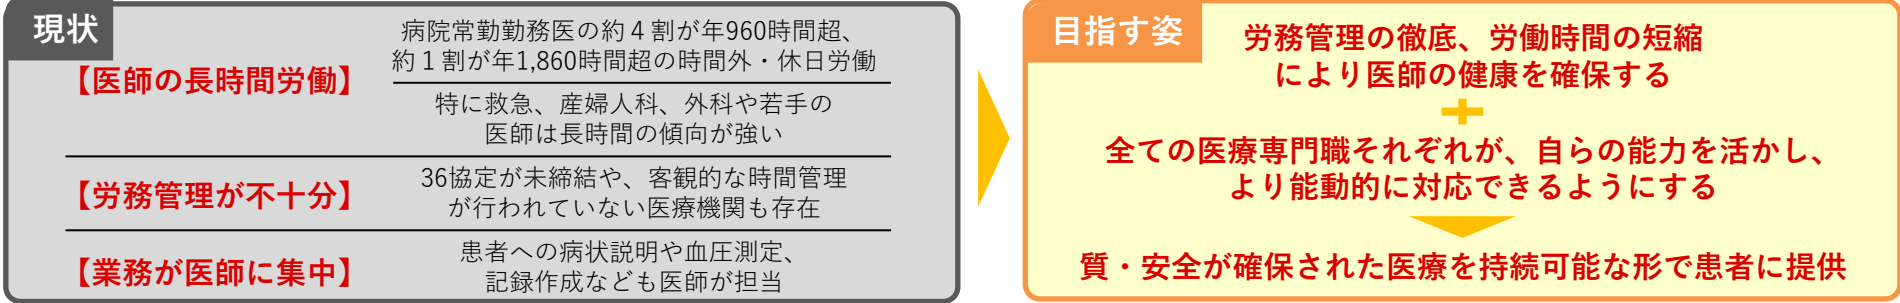 現状
【医師の長時間労働】
病院常勤勤務医の約４割が年960時間超、
約１割が年1,860時間超の時間外・休日労働
特に救急、産婦人科、外科や若手の
医師は長時間の傾向が強い
【労務管理が不十分】
36協定が未締結や、客観的な時間管理
が行われていない医療機関も存在
【業務が医師に集中】
患者への病状説明や血圧測定、
記録作成なども医師が担当
目指す姿
労務管理の徹底、労働時間の短縮
により医師の健康を確保する
全ての医療専門職それぞれが、自らの能力を活かし、
より能動的に対応できるようにする
質・安全が確保された医療を持続可能な形で患者に提供